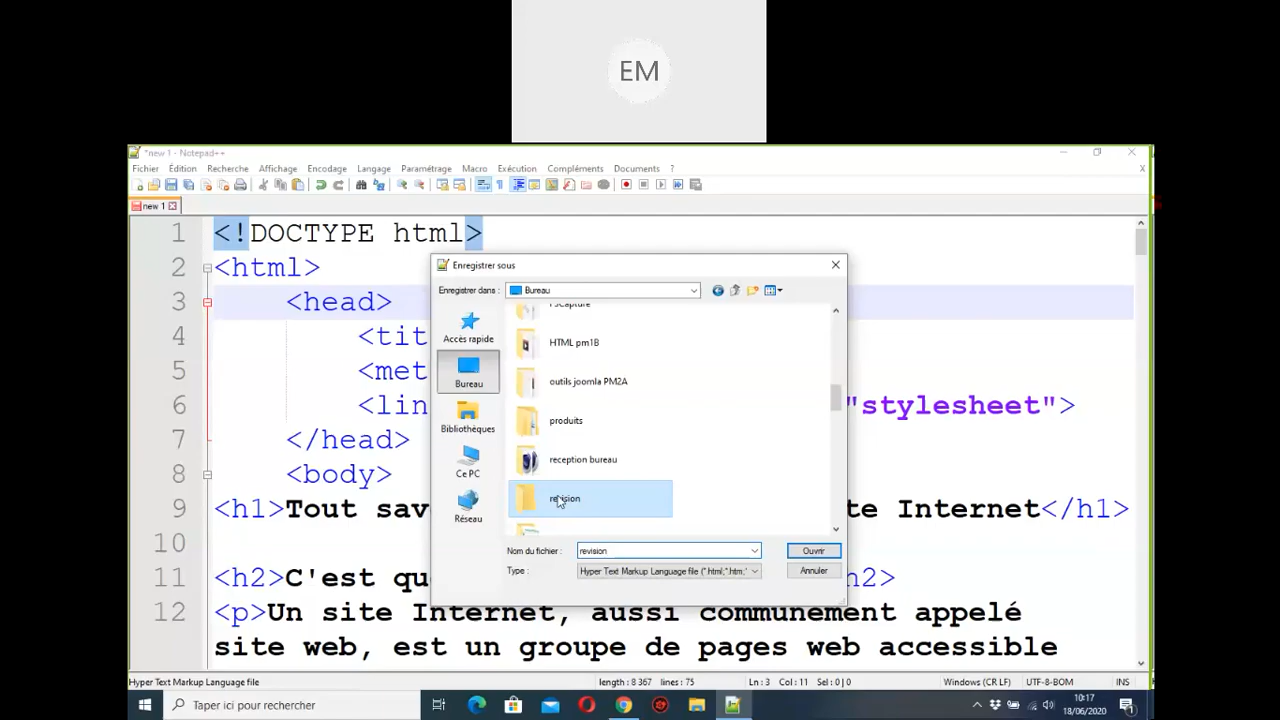 EM
*new 1 - Notepad++
Fichier Édition Recherche Affichage Encodage Langage Paramétrage Macro Exécution Compléments Documents ? X
new 1
1 <!DOCTYPE html>
2 <html>
3 <head>
4 <tit
5 <met
6 <lin "stylesheet">
7 </head>
8 <body>
9 <h1>Tout sav te Internet</h1>
10
11 <h2>C'est qu h2>
12 <p>Un site Internet, aussi communément appelé
site web, est un groupe de pages web accessible
Enregistrer sous
Enregistrer dans : Bureau
Accès rapide
Bureau
Bibliothèques
Ce PC
Réseau
FSCapture
HTML pm1B
outils joomla PM2A
produits
reception bureau
revision
Nom du fichier : revision Ouvrir
Type : Hyper Text Markup Language file (*.html;*.htm;* Annuler
Hyper Text Markup Language file length : 8 367 lines : 75 Ln : 3 Col : 11 Sel : 0 | 0 Windows (CR LF) UTF-8-BOM INS
Taper ici pour rechercher
10:17
18/06/2020